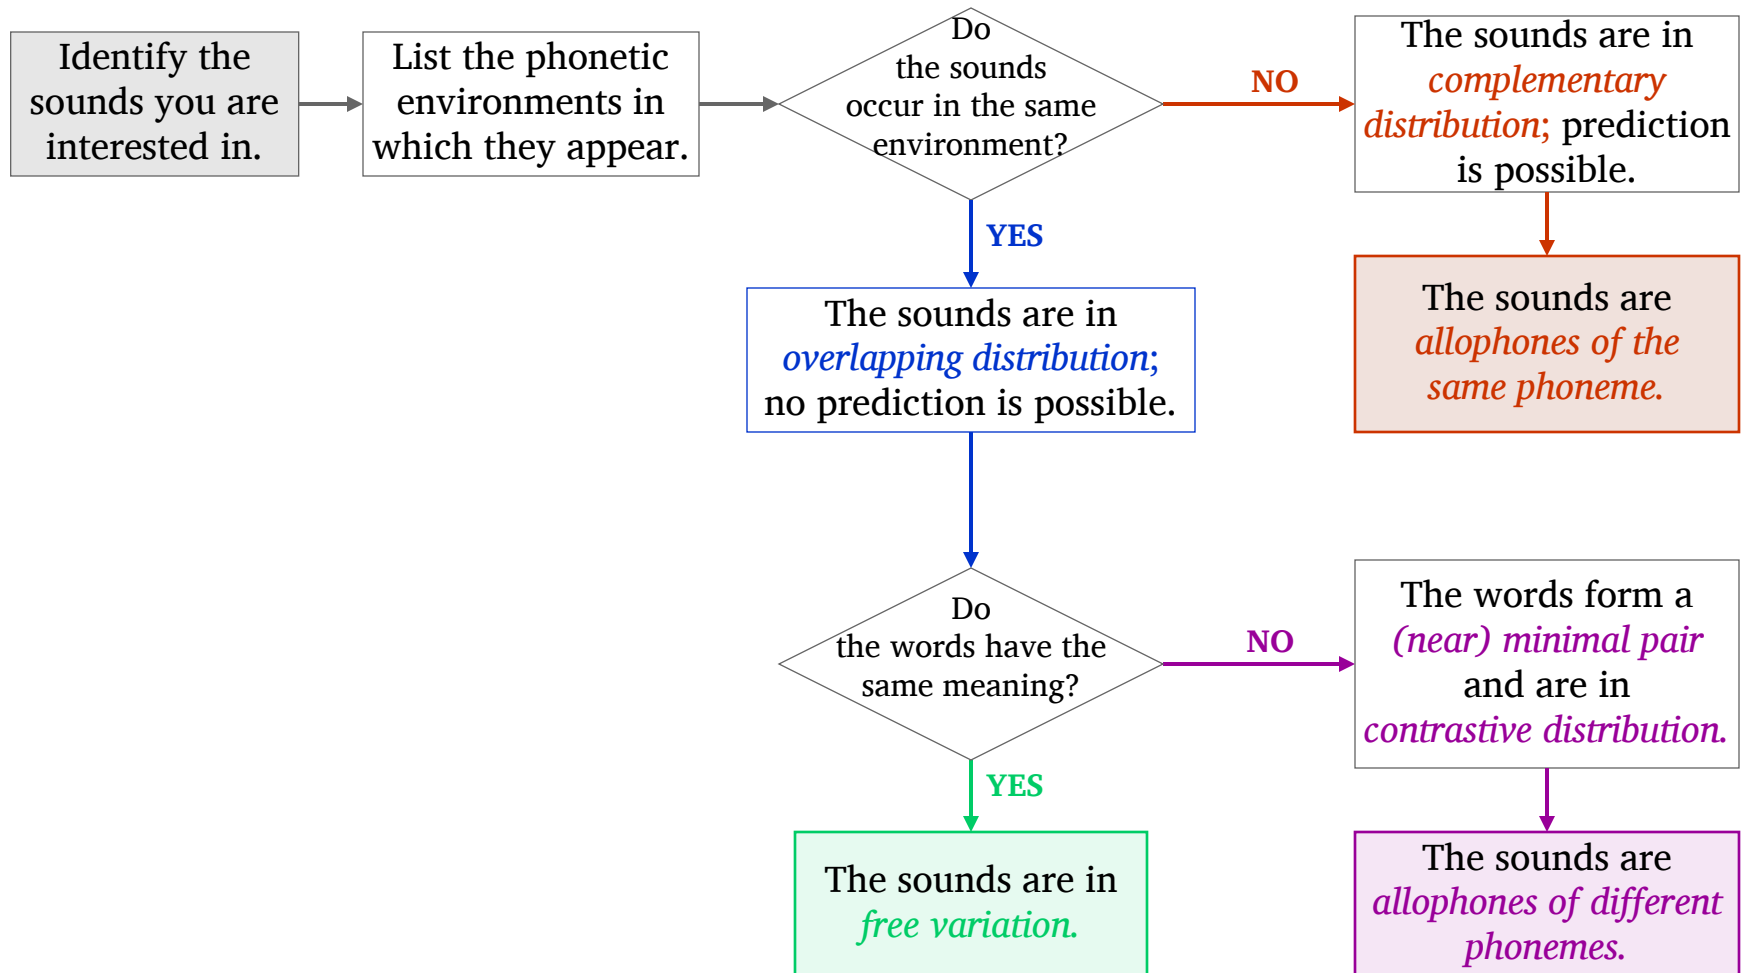 Identify the
sounds you are
interested in.
List the phonetic
environments in
which they appear.
Do
the sounds
occur in the same
environment?
NO
The sounds are in
complementary
distribution; prediction
is possible.
YES
The sounds are in
overlapping distribution;
no prediction is possible.
The sounds are
allophones of the
same phoneme.
Do
the words have the
same meaning?
NO
The words form a
(near) minimal pair
and are in
contrastive distribution.
YES
The sounds are in
free variation.
The sounds are
allophones of different
phonemes.